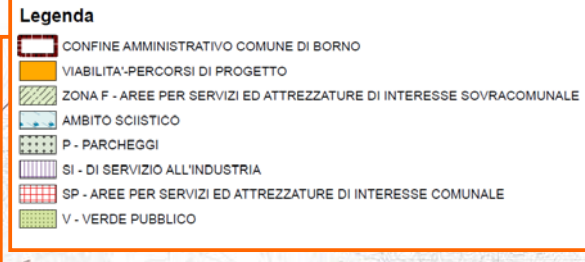 Legenda
CONFINE AMMINISTRATIVO COMUNE DI BORNO
VIABILITA'-PERCORSI DI PROGETTO
ZONA F - AREE PER SERVIZI ED ATTREZZATURE DI INTERESSE SOVRACOMUNALE
AMBITO SCIISTICO
P - PARCHEGGI
SI - DI SERVIZIO ALL'INDUSTRIA
SP - AREE PER SERVIZI ED ATTREZZATURE DI INTERESSE COMUNALE
V - VERDE PUBBLICO